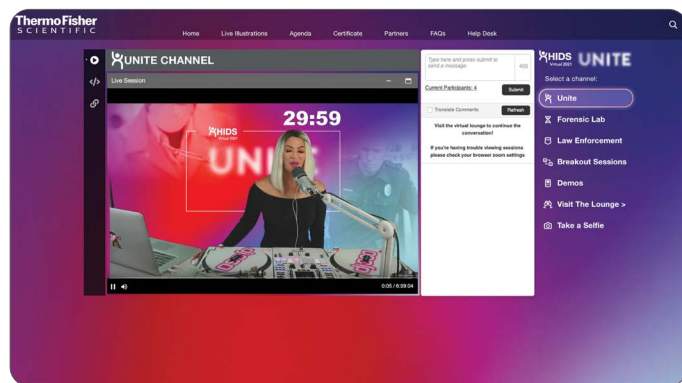 ThermoFisher
SCIENTIFIC
Home Live Illustrations Agenda Certificate Partners FAQs Help Desk
UNITE CHANNEL
Live Session
29:59
HIDS
Virtual 2021
UNI
0:05 / 6:09:04
Type here and press submit to
send a message.
400
Current Participants: 4
Submit
Translate Comments
Refresh
Visit the virtual lounge to continue the
conversation!
If you're having trouble viewing sessions
please check your browser zoom settings
HIDS UNITE
Virtual 2021
Select a channel:
Unite
Forensic Lab
Law Enforcement
Breakout Sessions
Demos
Visit The Lounge >
Take a Selfie